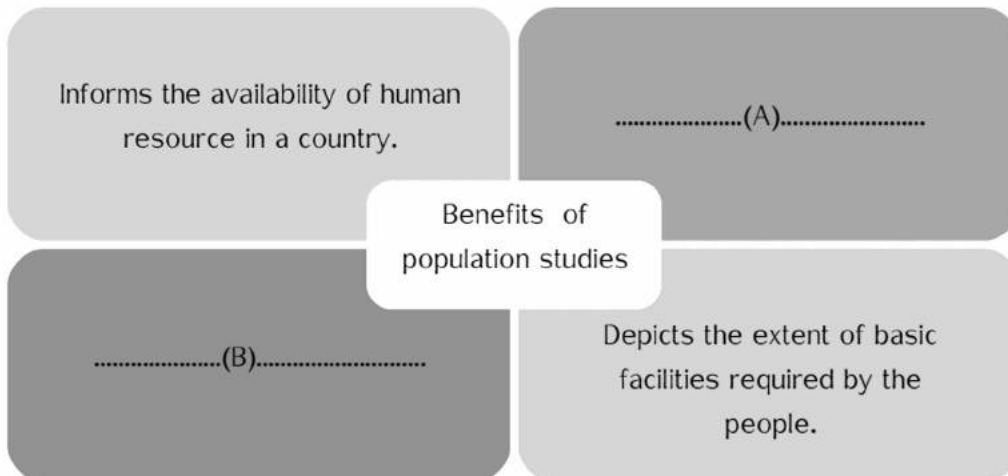 Informs the availability of human
resource in a country.
.....................(A)........................
Benefits of
population studies
.....................(B)............................
Depicts the extent of basic
facilities required by the
people.